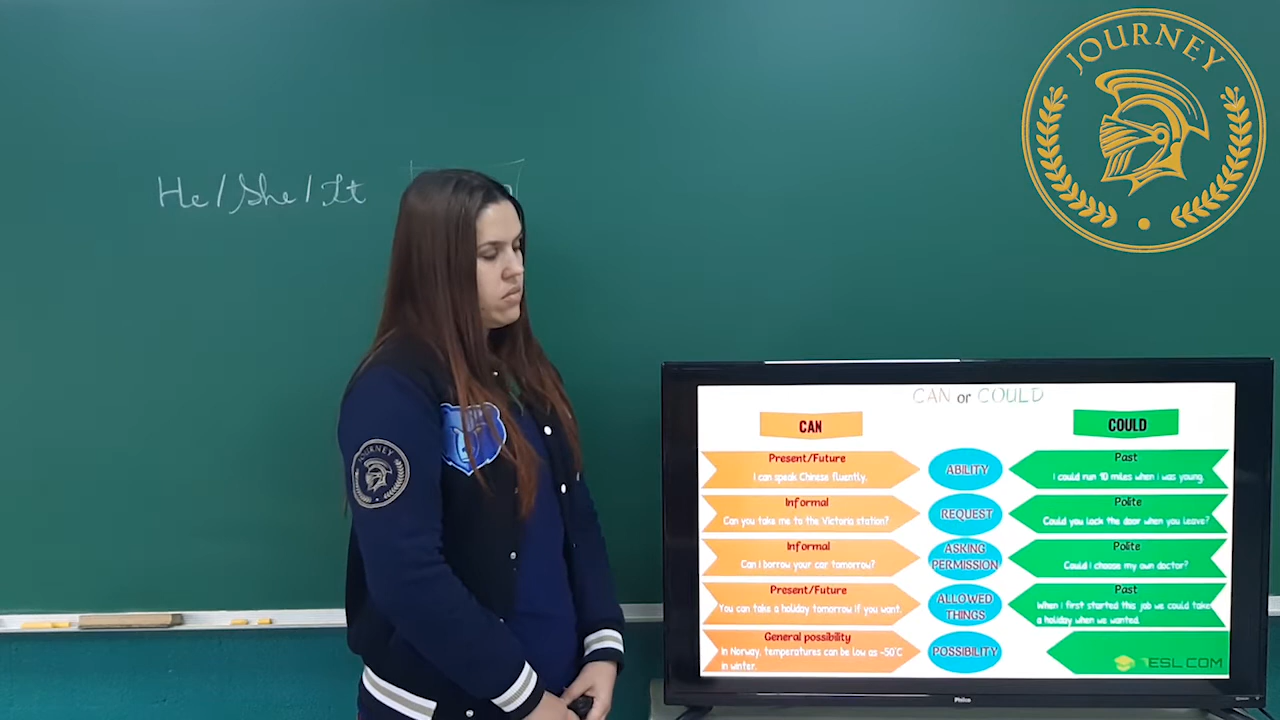 JOURNEY
He / She / It
JOURNEY
CAN or COULD
CAN
COULD
Present/Future
I can speak Chinese fluently.
ABILITY
Past
I could run 10 miles when I was young.
Informal
Can you take me to the Victoria station?
REQUEST
Polite
Could you lock the door when you leave?
Informal
Can I borrow your car tomorrow?
ASKING
PERMISSION
Polite
Could I choose my own doctor?
Present/Future
You can take a holiday tomorrow if you want.
ALLOWED
THINGS
Past
When I first started this job we could take
a holiday when we wanted.
General possibility
In Norway, temperatures can be low as -50°C
in winter.
POSSIBILITY
7ESL.COM
Philco